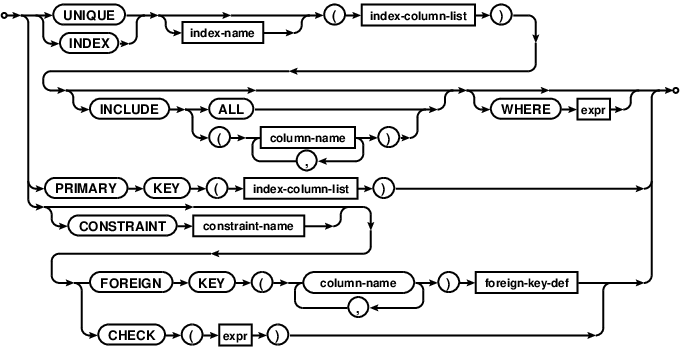 UNIQUE ( index-column-list )
INDEX index-name
INCLUDE ALL WHERE expr
( column-name )
,
PRIMARY KEY ( index-column-list )
CONSTRAINT constraint-name
FOREIGN KEY ( column-name ) foreign-key-def
,
CHECK ( expr )